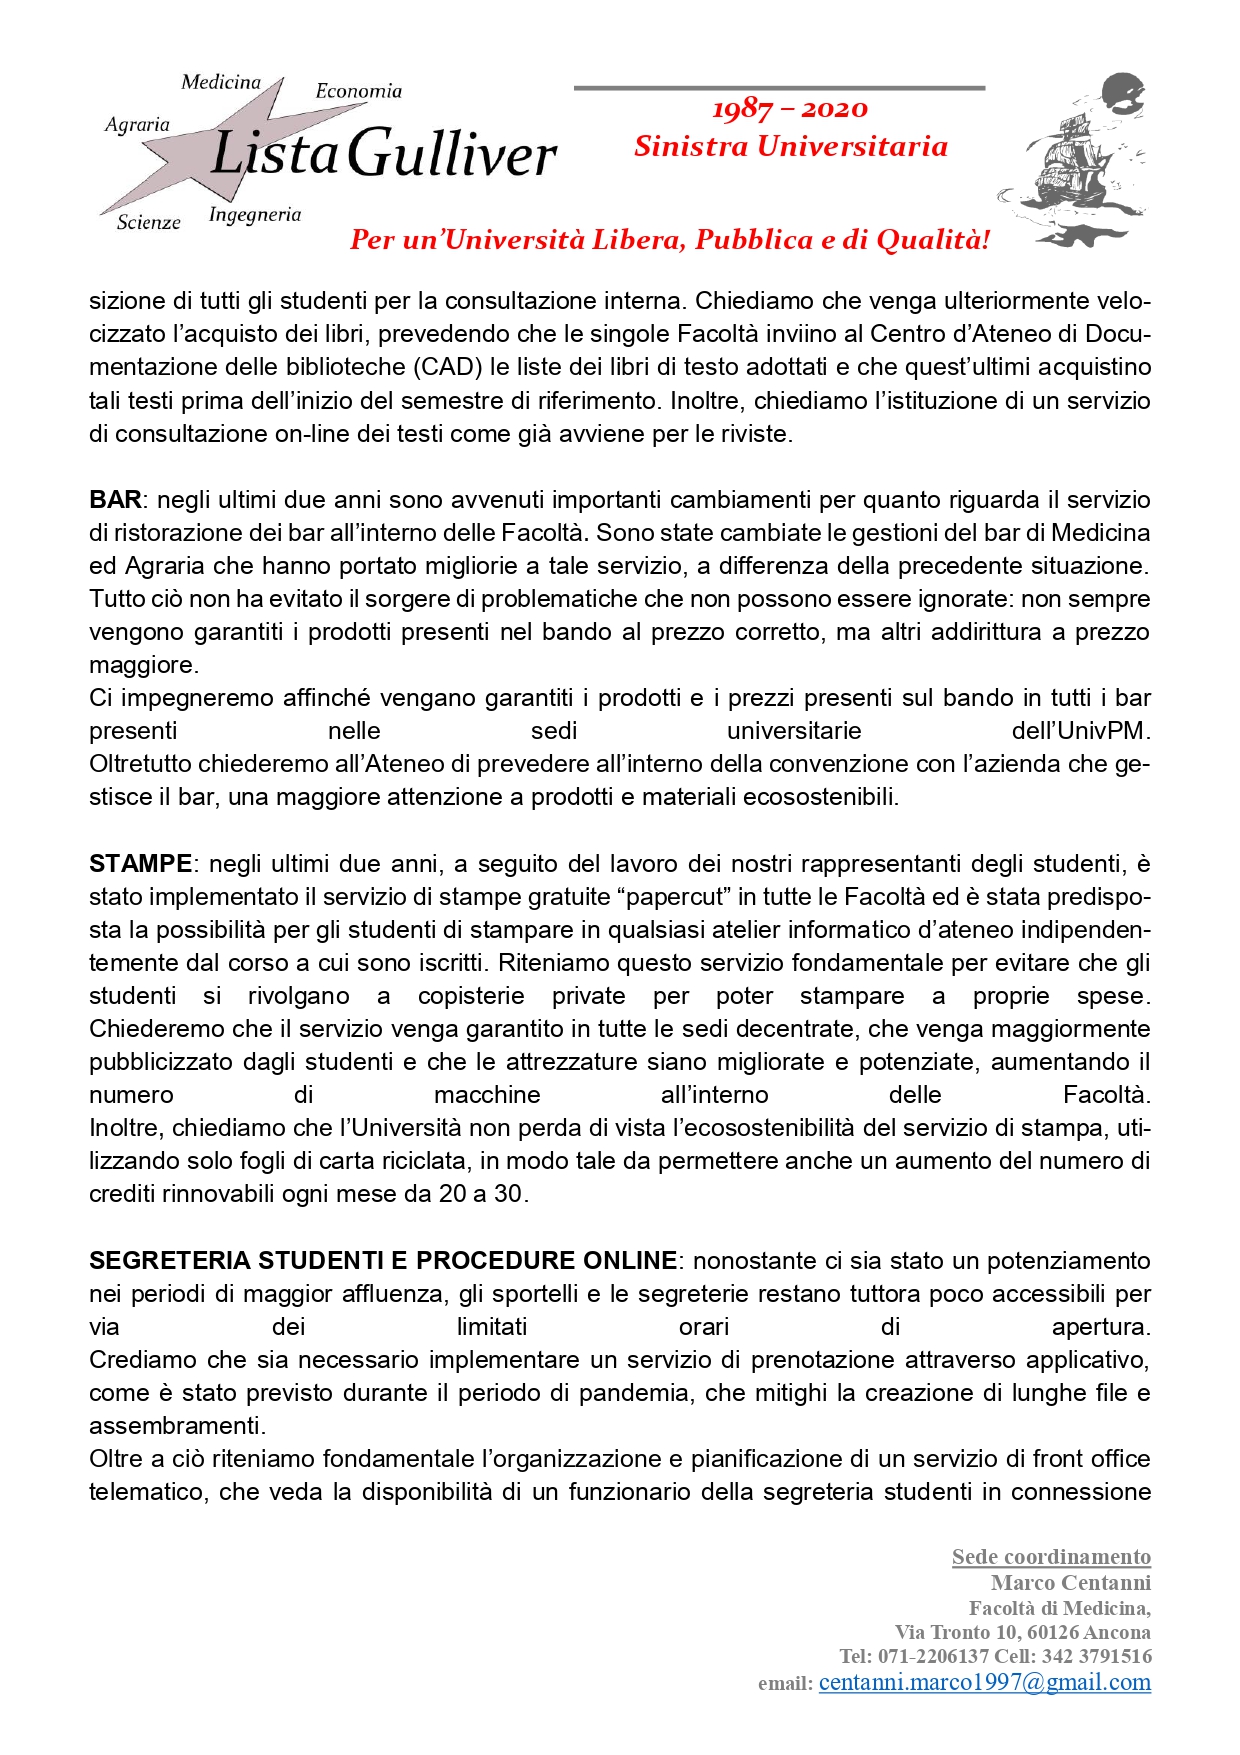 Medicina
Economia
Agraria
Lista Gulliver
Scienze
Ingegneria
1987 – 2020
Sinistra Universitaria
Per un’Università Libera, Pubblica e di Qualità!
sizione di tutti gli studenti per la consultazione interna. Chiediamo che venga ulteriormente velo-
cizzato l’acquisto dei libri, prevedendo che le singole Facoltà inviino al Centro d’Ateneo di Docu-
mentazione delle biblioteche (CAD) le liste dei libri di testo adottati e che quest’ultimi acquistino
tali testi prima dell’inizio del semestre di riferimento. Inoltre, chiediamo l’istituzione di un servizio
di consultazione on-line dei testi come già avviene per le riviste.
BAR: negli ultimi due anni sono avvenuti importanti cambiamenti per quanto riguarda il servizio
di ristorazione dei bar all’interno delle Facoltà. Sono state cambiate le gestioni del bar di Medicina
ed Agraria che hanno portato migliorie a tale servizio, a differenza della precedente situazione.
Tutto ciò non ha evitato il sorgere di problematiche che non possono essere ignorate: non sempre
vengono garantiti i prodotti presenti nel bando al prezzo corretto, ma altri addirittura a prezzo
maggiore.
Ci impegneremo affinché vengano garantiti i prodotti e i prezzi presenti sul bando in tutti i bar
presenti nelle sedi universitarie dell’UnivPM.
Oltretutto chiederemo all’Ateneo di prevedere all’interno della convenzione con l’azienda che ge-
stisce il bar, una maggiore attenzione a prodotti e materiali ecosostenibili.
STAMPE: negli ultimi due anni, a seguito del lavoro dei nostri rappresentanti degli studenti, è
stato implementato il servizio di stampe gratuite “papercut” in tutte le Facoltà ed è stata predispo-
sta la possibilità per gli studenti di stampare in qualsiasi atelier informatico d’ateneo indipenden-
temente dal corso a cui sono iscritti. Riteniamo questo servizio fondamentale per evitare che gli
studenti si rivolgano a copisterie private per poter stampare a proprie spese.
Chiederemo che il servizio venga garantito in tutte le sedi decentrate, che venga maggiormente
pubblicizzato dagli studenti e che le attrezzature siano migliorate e potenziate, aumentando il
numero di macchine all’interno delle Facoltà.
Inoltre, chiediamo che l’Università non perda di vista l’ecosostenibilità del servizio di stampa, uti-
lizzando solo fogli di carta riciclata, in modo tale da permettere anche un aumento del numero di
crediti rinnovabili ogni mese da 20 a 30.
SEGRETERIA STUDENTI E PROCEDURE ONLINE: nonostante ci sia stato un potenziamento
nei periodi di maggior affluenza, gli sportelli e le segreterie restano tuttora poco accessibili per
via dei limitati orari di apertura.
Crediamo che sia necessario implementare un servizio di prenotazione attraverso applicativo,
come è stato previsto durante il periodo di pandemia, che mitighi la creazione di lunghe file e
assembramenti.
Oltre a ciò riteniamo fondamentale l’organizzazione e pianificazione di un servizio di front office
telematico, che veda la disponibilità di un funzionario della segreteria studenti in connessione
Sede coordinamento
Marco Centanni
Facoltà di Medicina,
Via Tronto 10, 60126 Ancona
Tel: 071-2206137 Cell: 342 3791516
email: centanni.marco1997@gmail.com